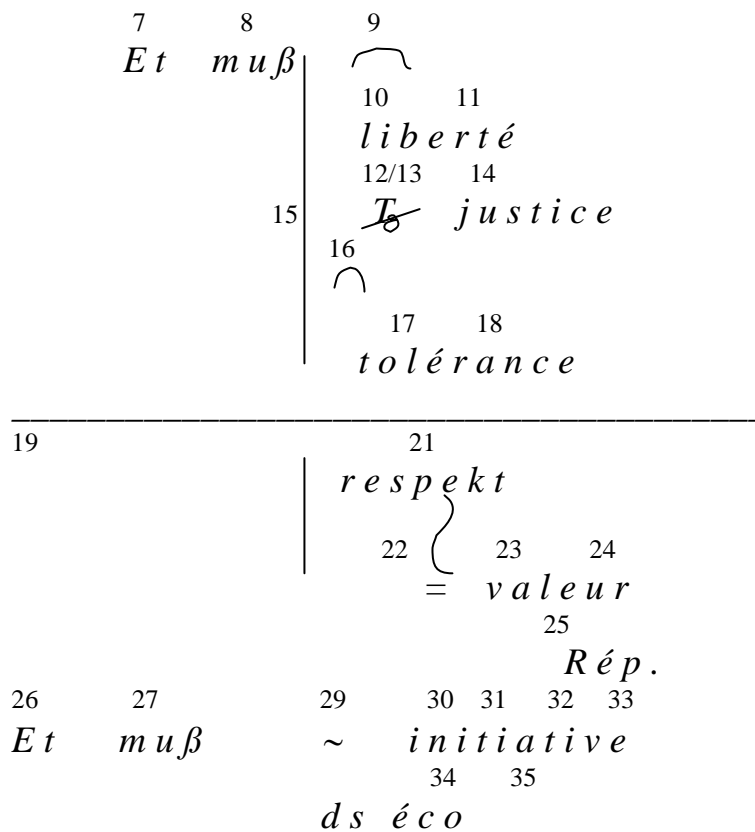 7 8 9
Et muß
10 11
liberté
12/13 14
15 T justice
16
17 18
tolérance
19 21
respekt
22 23 24
= valeur
25
Rép.
26 27 29 30 31 32 33
Et muß ~ initiative
34 35
ds éco